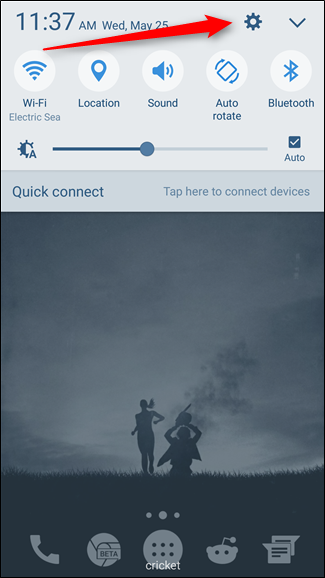 11:37 AM Wed, May 25
Wi-Fi
Electric Sea
Location
Sound
Auto
rotate
Bluetooth
A
Auto
Quick connect
Tap here to connect devices
BETA
cricket